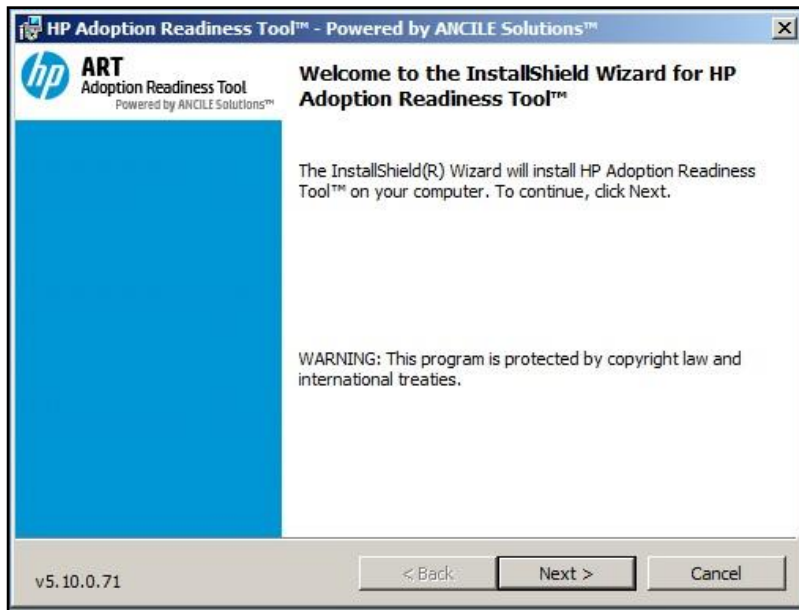 HP Adoption Readiness Tool™ - Powered by ANCILE Solutions™
hp
ART
Adoption Readiness Tool
Powered by ANCILE Solutions™
Welcome to the InstallShield Wizard for HP
Adoption Readiness Tool™
The InstallShield(R) Wizard will install HP Adoption Readiness
Tool™ on your computer. To continue, click Next.
WARNING: This program is protected by copyright law and
international treaties.
v5.10.0.71
< Back
Next >
Cancel